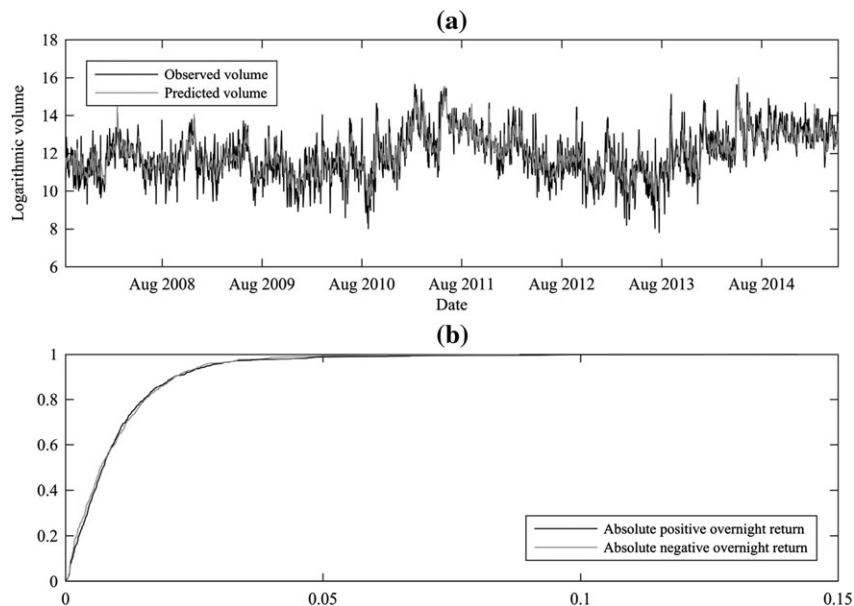 (a)
18
16
14
12
10
8
6
Logarithmic volume
Observed volume
Predicted volume
Aug 2008 Aug 2009 Aug 2010 Aug 2011 Aug 2012 Aug 2013 Aug 2014
Date
(b)
1
0.8
0.6
0.4
0.2
0
Absolute positive overnight return
Absolute negative overnight return
0 0.05 0.1 0.15